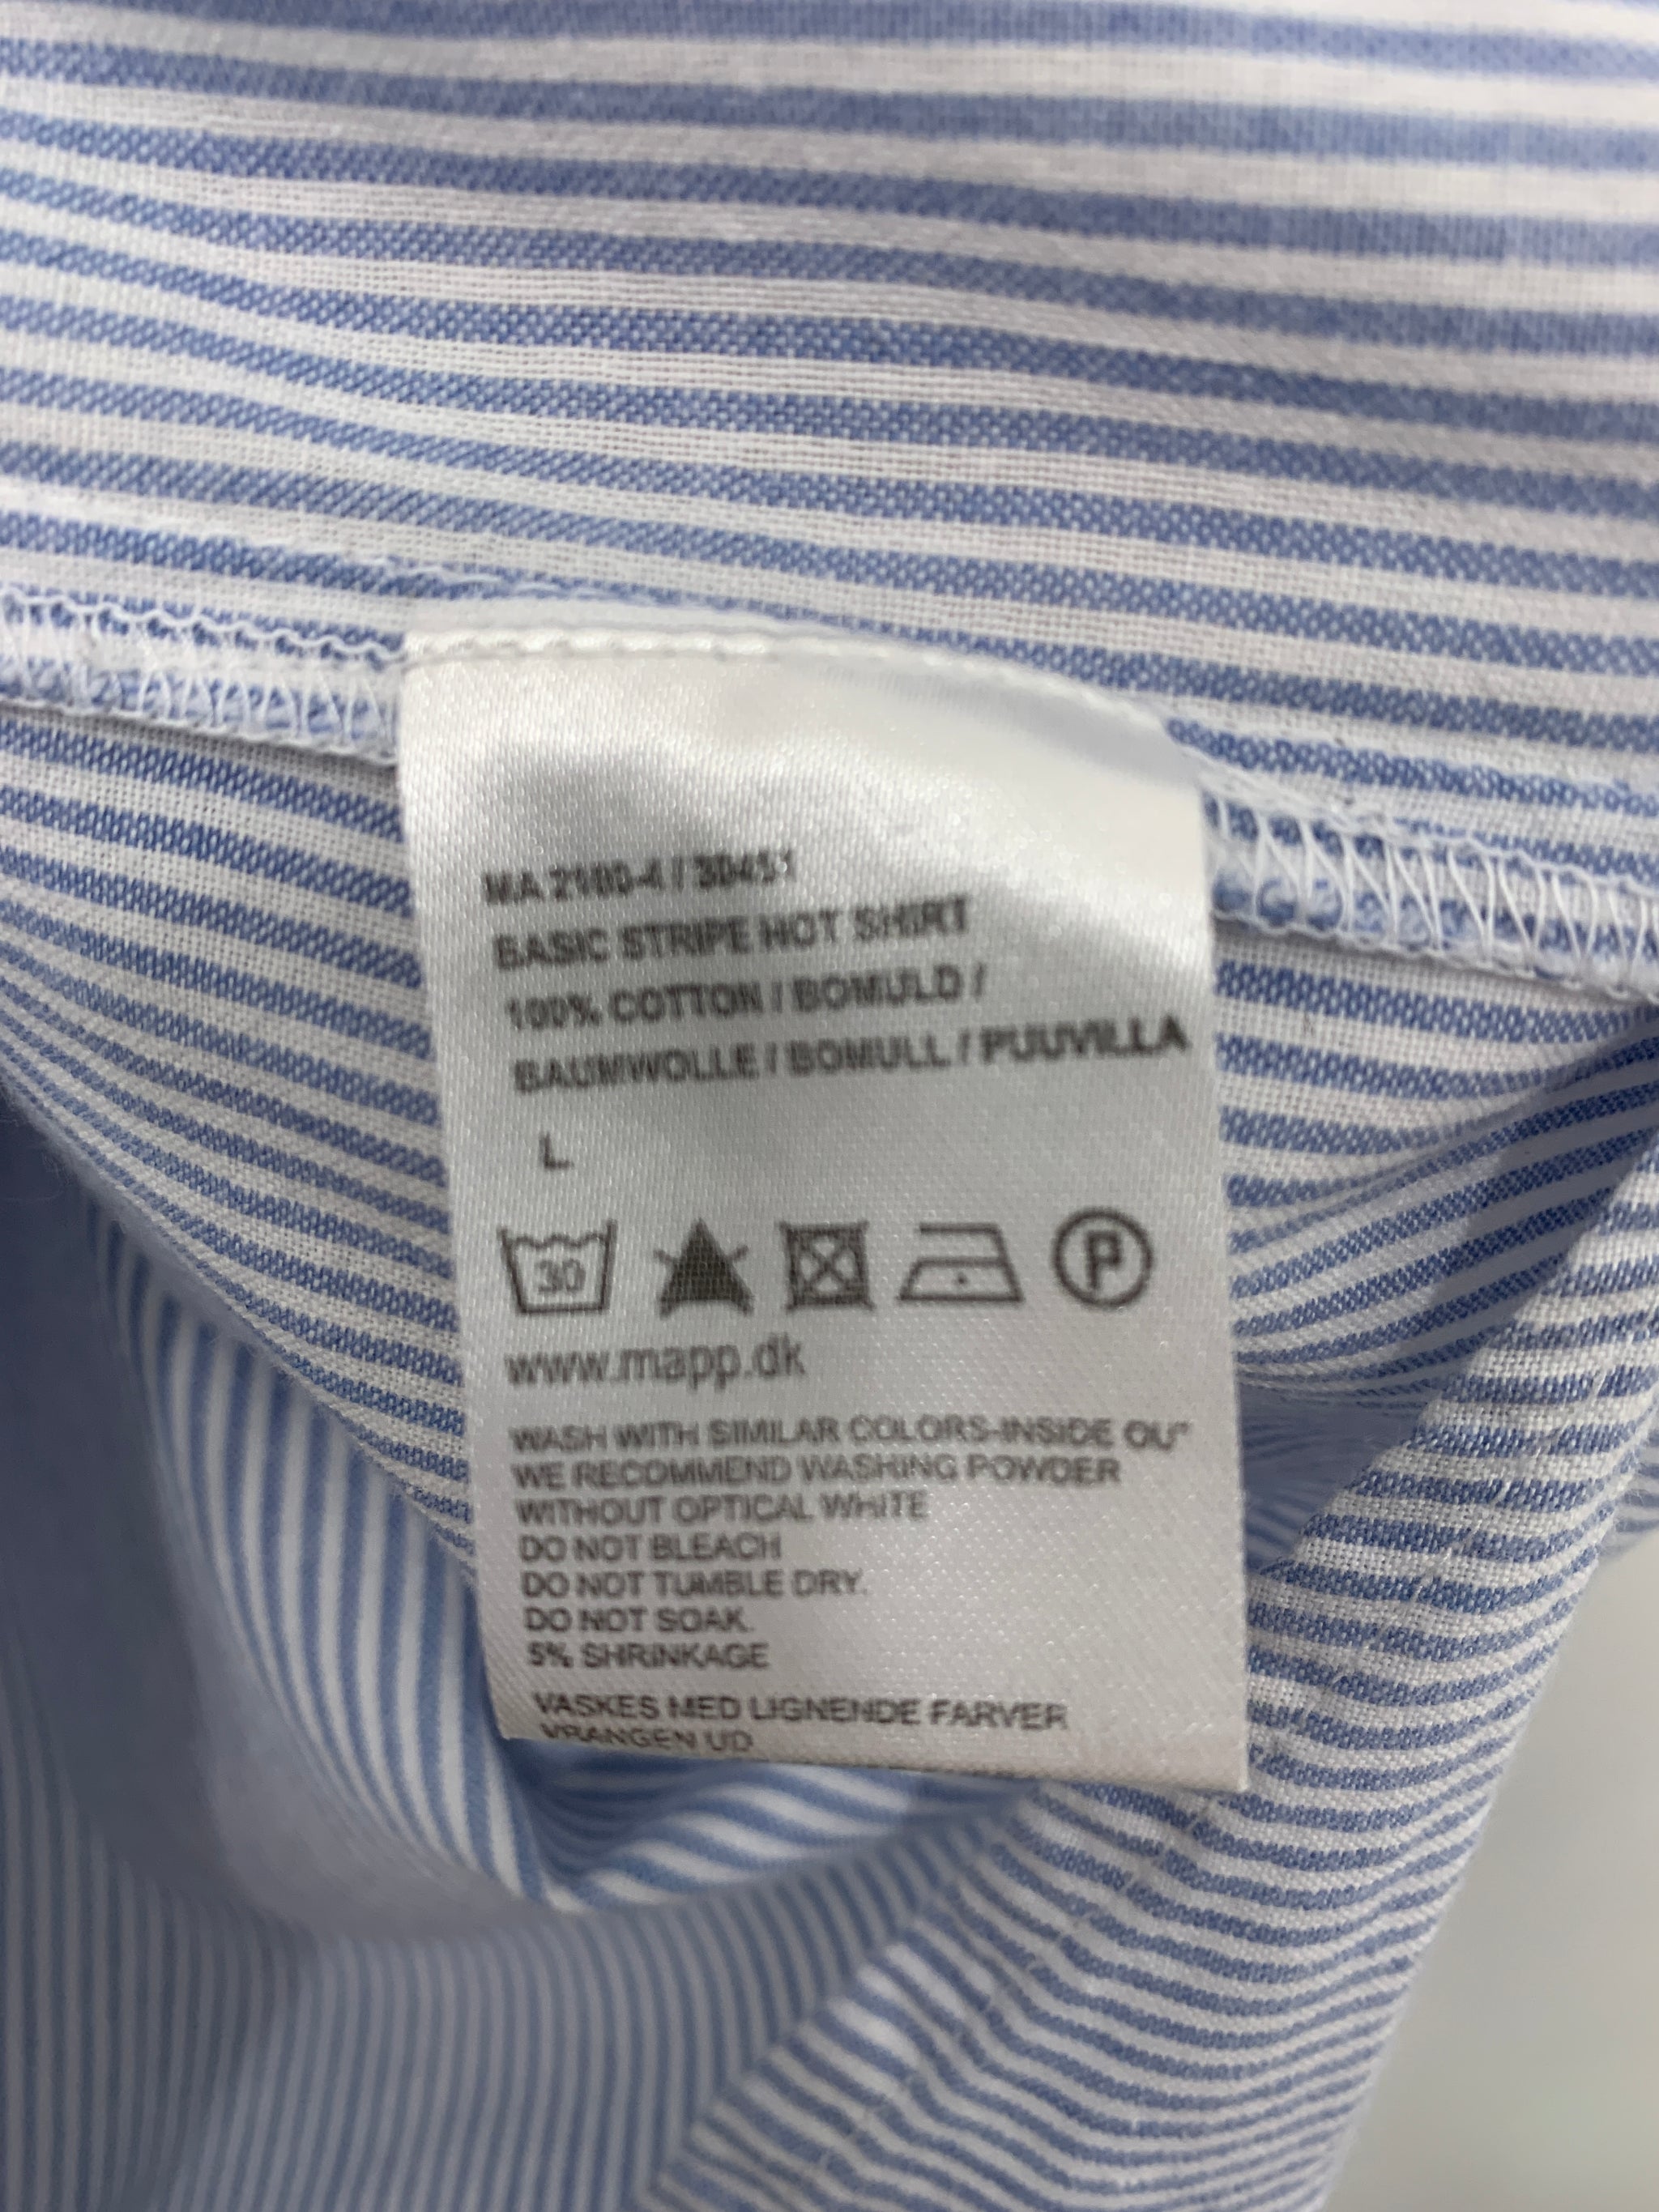 MA 2180-4 / 30451
BASIC STRIPE HOT SHIRT
100% COTTON / BOMULD /
BAUMWOLLE / BOMULL / PUUVILLA
L
30 P
www.mapp.dk
WASH WITH SIMILAR COLORS-INSIDE OU
WE RECOMMEND WASHING POWDER
WITHOUT OPTICAL WHITE
DO NOT BLEACH
DO NOT TUMBLE DRY.
DO NOT SOAK.
5% SHRINKAGE
VASKES MED LIGNENDE FARVER
VRANGEN UD